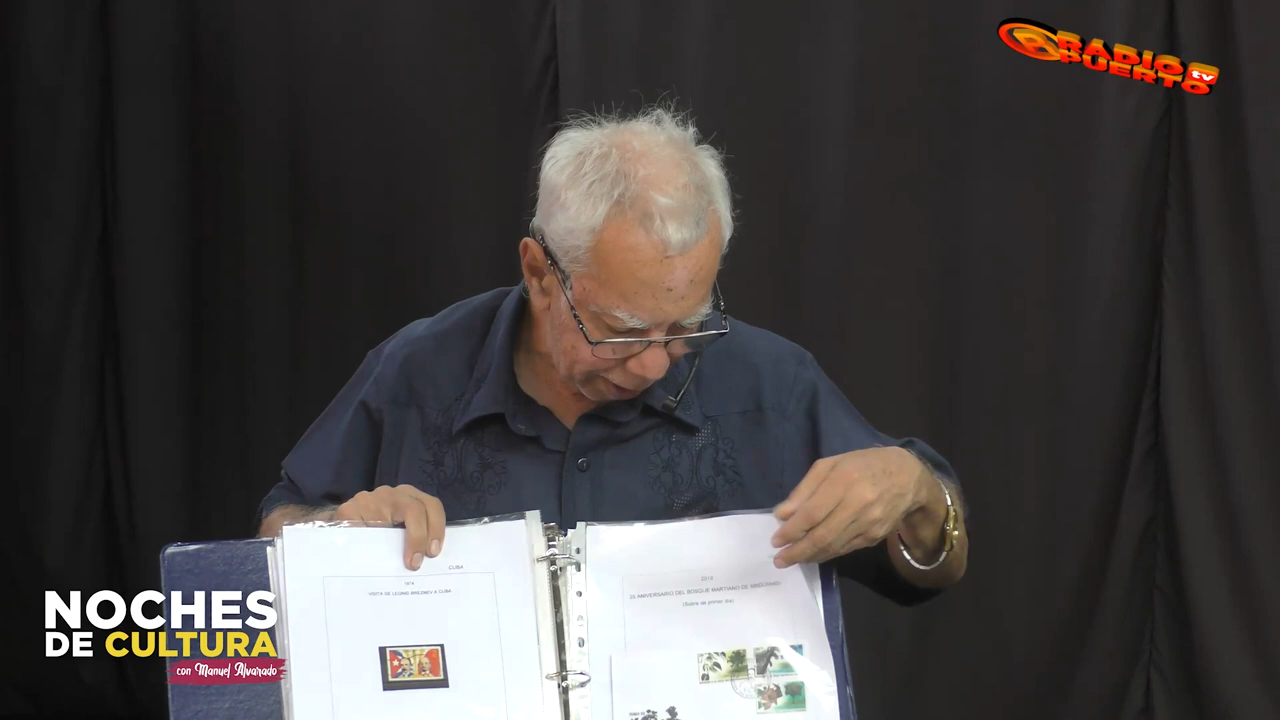 RADIO
PUERTO
tv
CUBA
1974
VISITA DE LEONID BREZNEV A CUBA
2019
25 ANIVERSARIO DEL BOSQUE MARTIANO DE
(Sobre de primer día)
NOCHES
DE CULTURA
con Manuel Alvarado